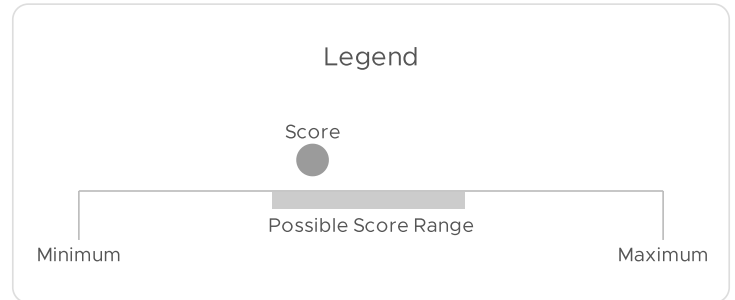 Legend
Score
Possible Score Range
Minimum
Maximum